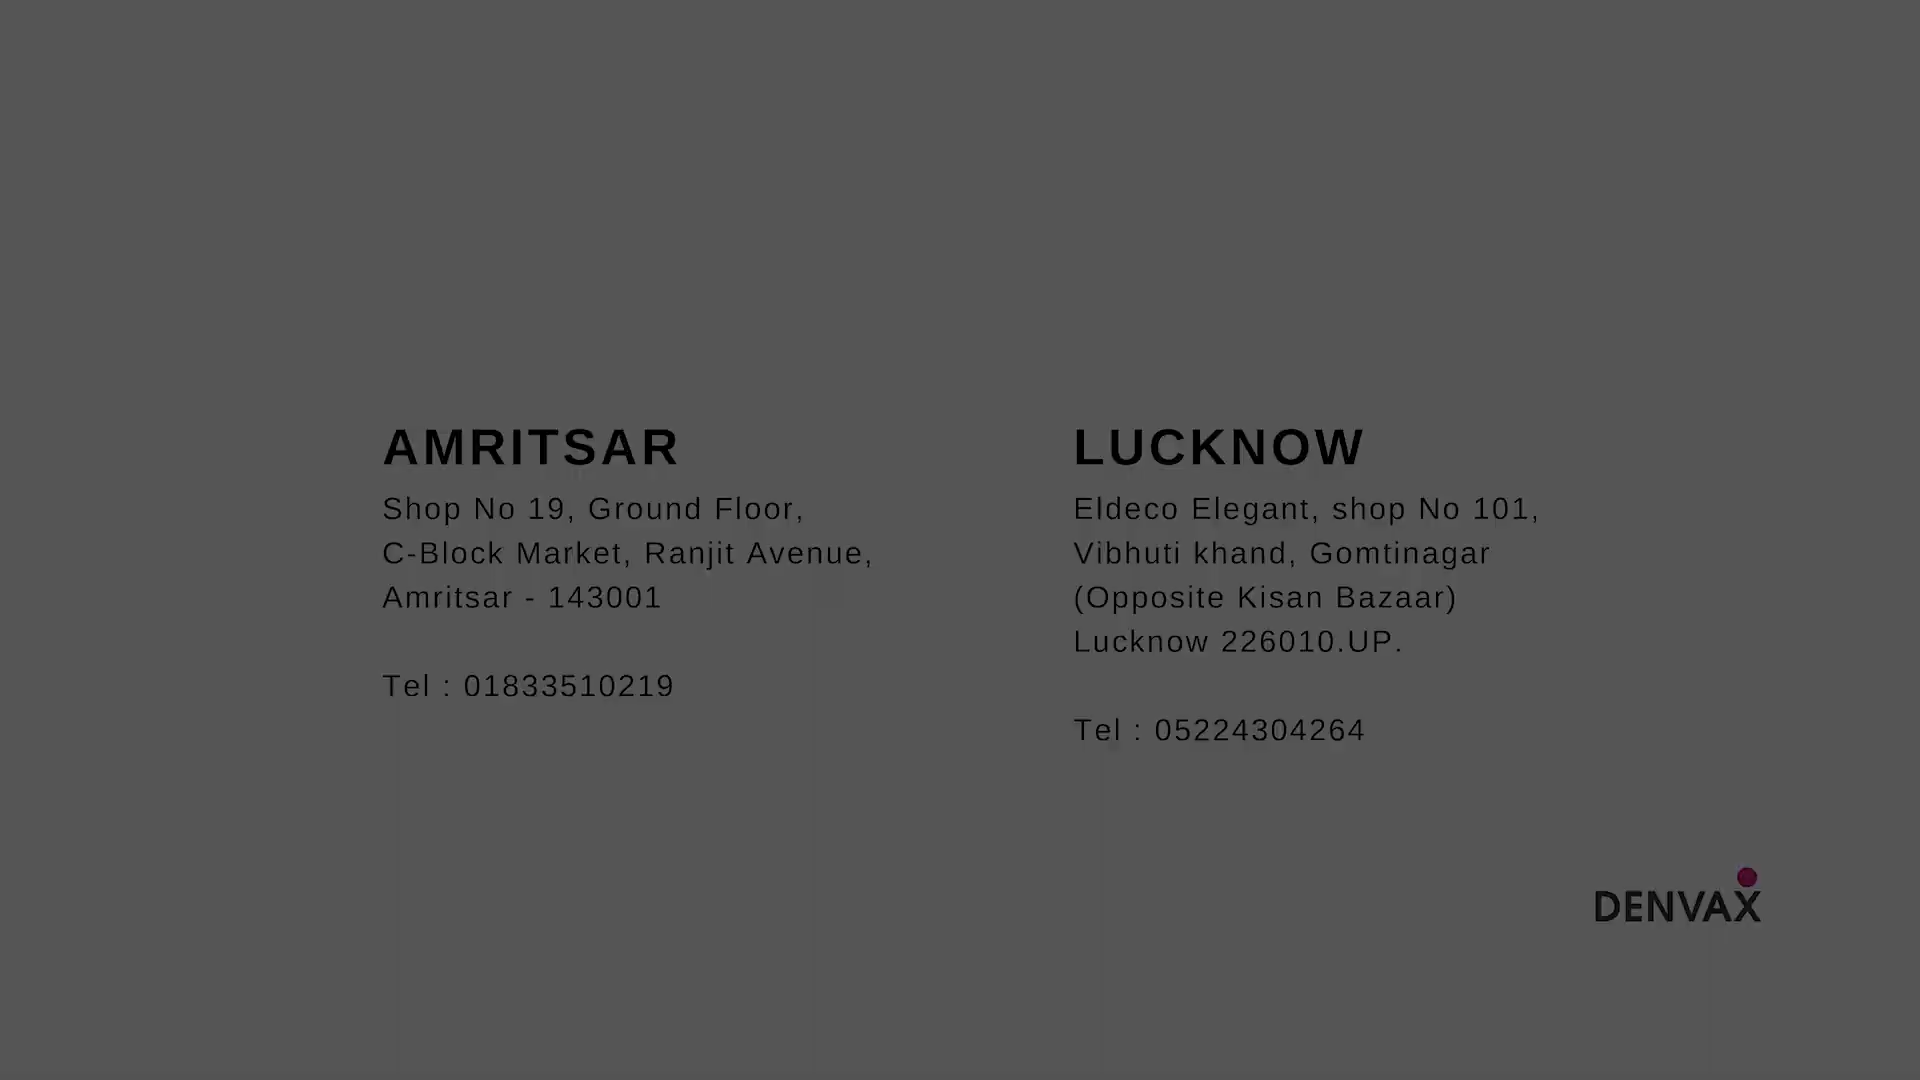 AMRITSAR
Shop No 19, Ground Floor,
C-Block Market, Ranjit Avenue,
Amritsar - 143001
Tel : 01833510219
LUCKNOW
Eldeco Elegant, shop No 101,
Vibhuti khand, Gomtinagar
(Opposite Kisan Bazaar)
Lucknow 226010.UP.
Tel : 05224304264
DENVAX